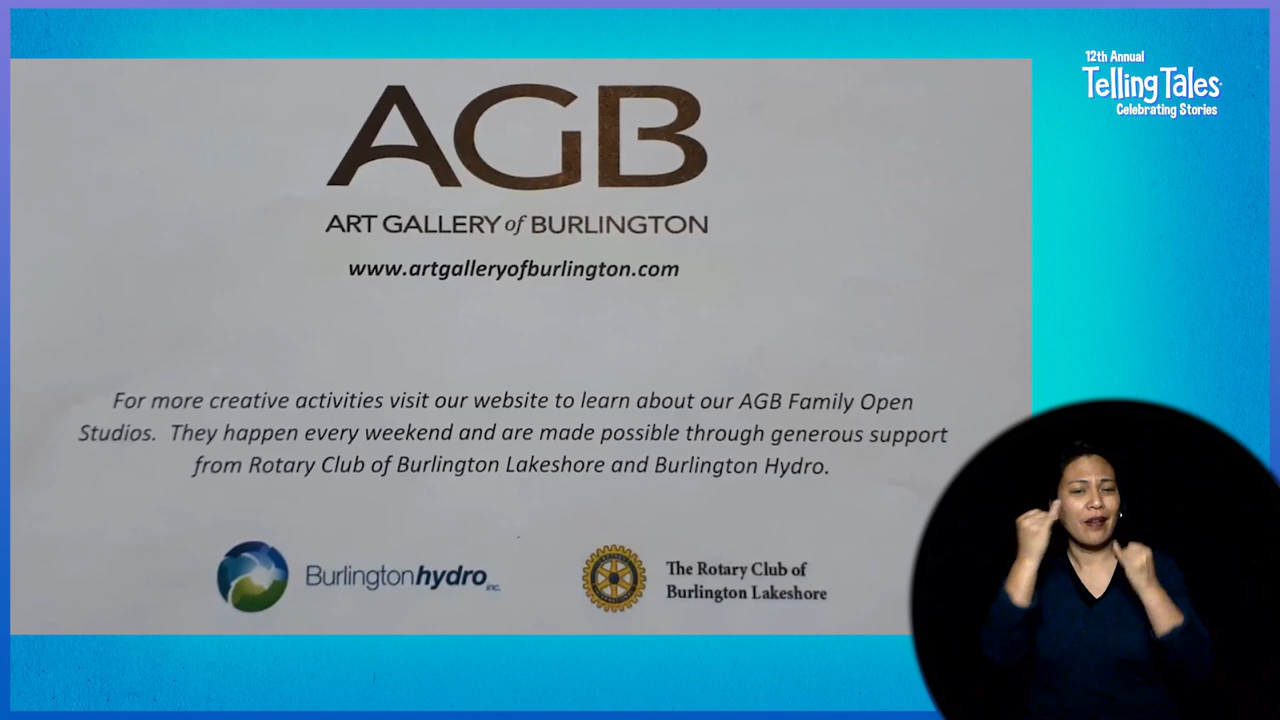 12th Annual
Telling Tales
Celebrating Stories
AGB
ART GALLERY of BURLINGTON
www.artgalleryofburlington.com
For more creative activities visit our website to learn about our AGB Family Open
Studios. They happen every weekend and are made possible through generous support
from Rotary Club of Burlington Lakeshore and Burlington Hydro.
Burlingtonhydro inc.
The Rotary Club of
Burlington Lakeshore